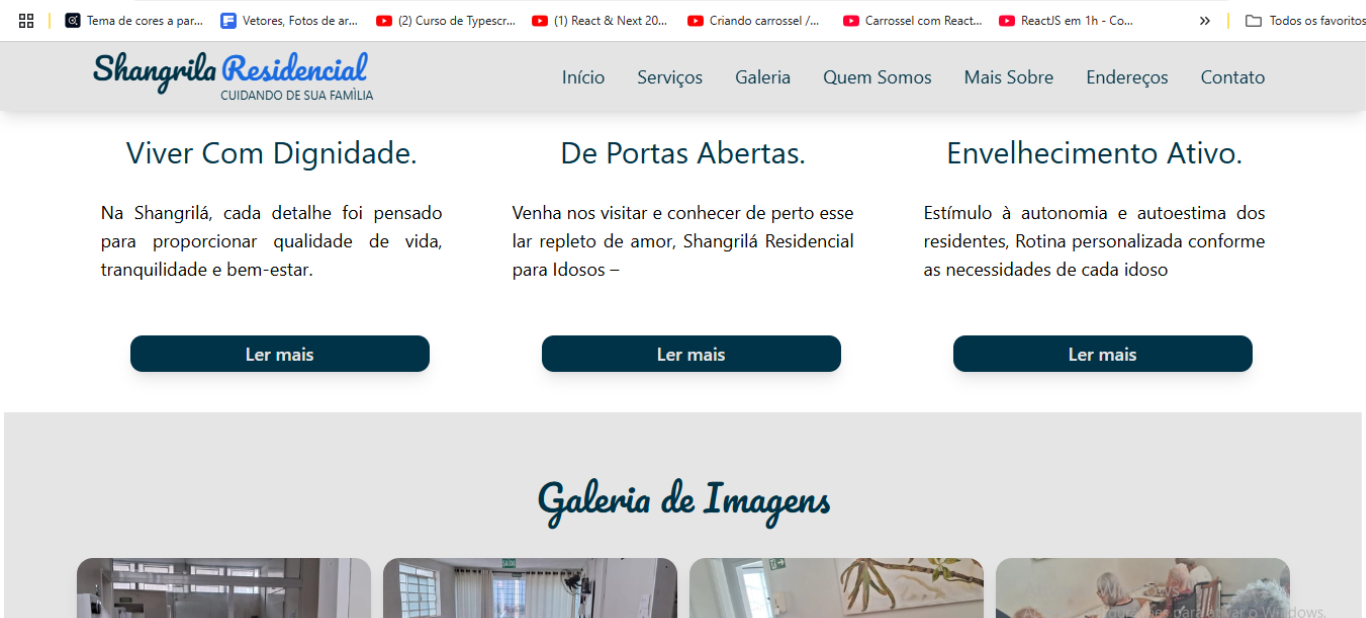 Tema de cores a par...
Vetores, Fotos de ar...
(2) Curso de Typescr...
(1) React & Next 20...
Criando carrossel /...
Carrossel com React...
ReactJS em 1h - Co...
»
Todos os favoritos
Shangrila Residencial
CUIDANDO DE SUA FAMÌLIA
Início
Serviços
Galeria
Quem Somos
Mais Sobre
Endereços
Contato
Viver Com Dignidade.
Na Shangrilá, cada detalhe foi pensado
para proporcionar qualidade de vida,
tranquilidade e bem-estar.
Ler mais
De Portas Abertas.
Venha nos visitar e conhecer de perto esse
lar repleto de amor, Shangrilá Residencial
para Idosos –
Ler mais
Envelhecimento Ativo.
Estímulo à autonomia e autoestima dos
residentes, Rotina personalizada conforme
as necessidades de cada idoso
Ler mais
Galeria de Imagens
para ativar o Windows.